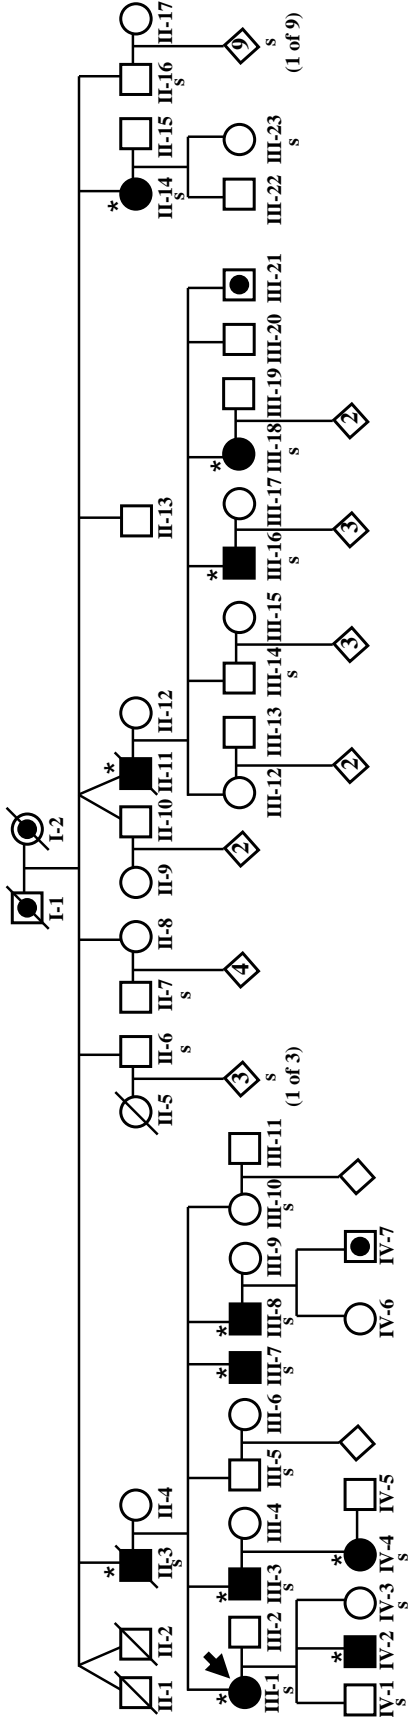 I-1 I-2
* * *
II-1 II-2 II-3 II-4 II-5 II-6 II-7 II-8 II-9 II-10 II-11 II-12 II-13 II-14 II-15 II-16 II-17
s s s s s
* * * * * *
3 4 2 9
III-1 III-2 III-3 III-4 III-5 III-6 III-7 III-8 III-9 III-10 III-11 III-12 III-13 III-14 III-15 III-16 III-17 III-18 III-19 III-20 III-21 III-22 III-23
s s s s s s s s s s s s
(1 of 3) (1 of 9)
* *
2 3 3 2
IV-1 IV-2 IV-3 IV-4 IV-5 IV-6 IV-7
s s s s